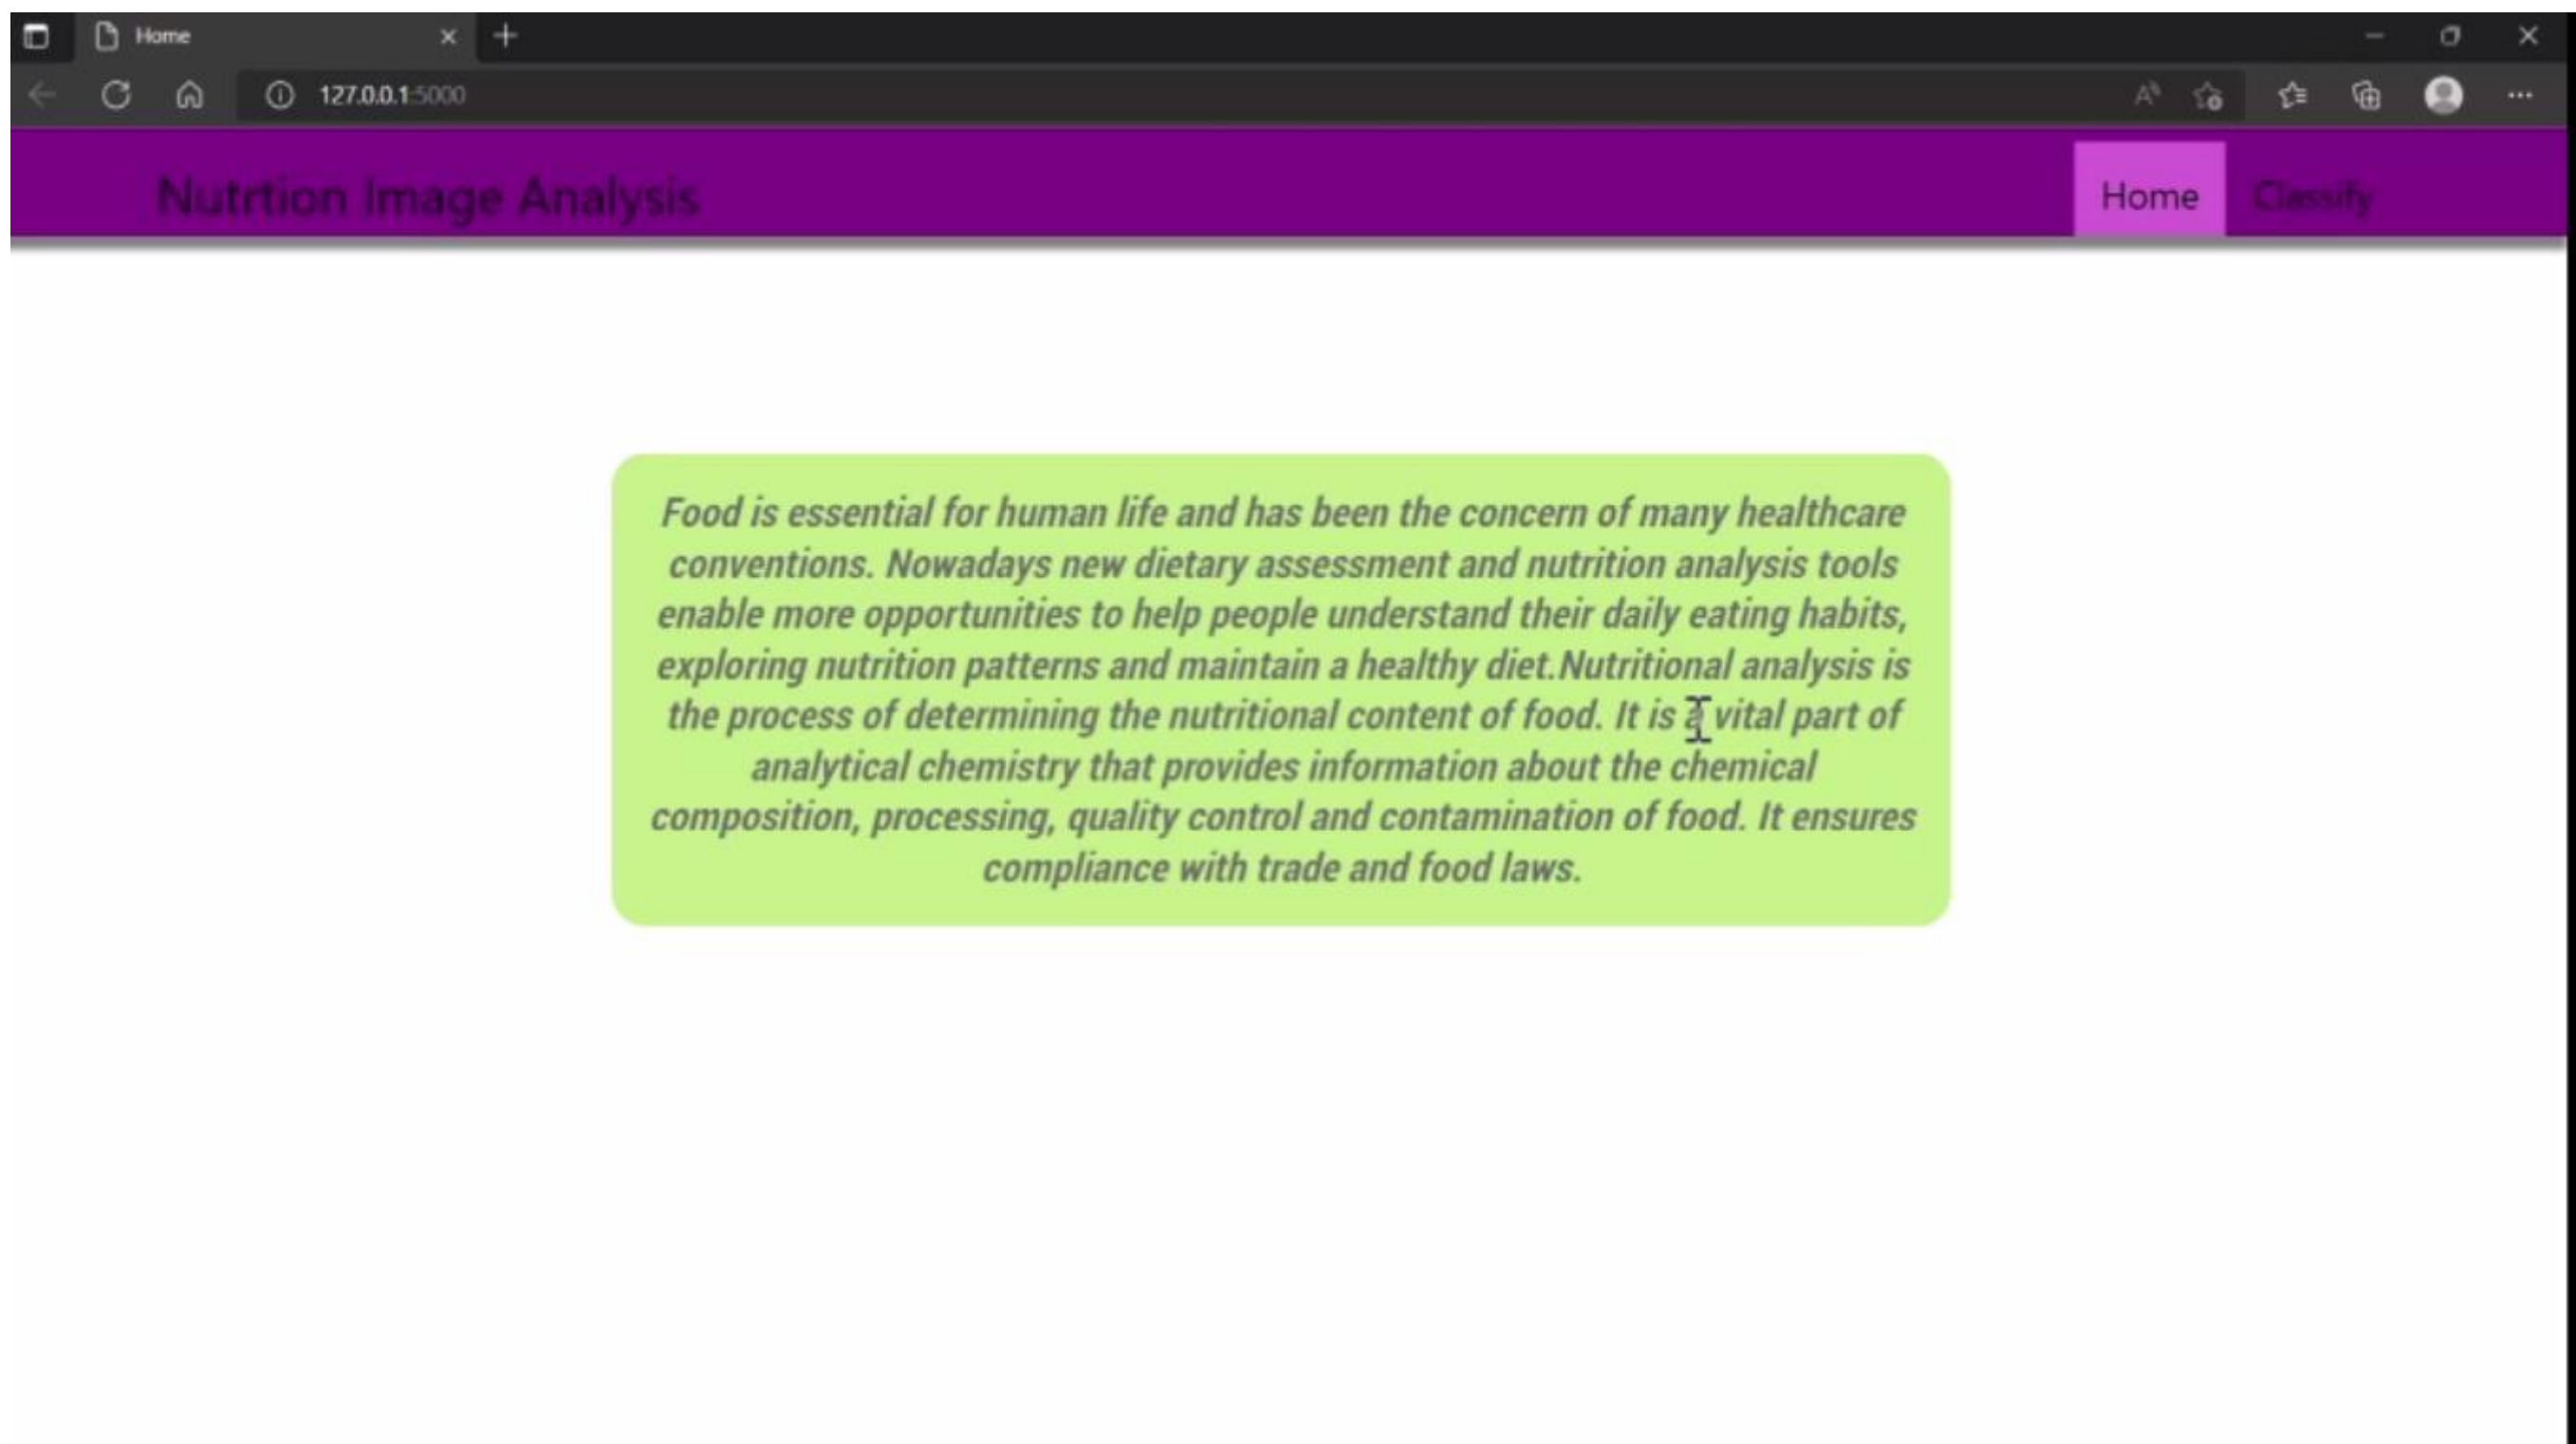 Home
127.0.0.1:5000
Nutrtion Image Analysis
Home
Classify
Food is essential for human life and has been the concern of many healthcare
conventions. Nowadays new dietary assessment and nutrition analysis tools
enable more opportunities to help people understand their daily eating habits,
exploring nutrition patterns and maintain a healthy diet.Nutritional analysis is
the process of determining the nutritional content of food. It is a vital part of
analytical chemistry that provides information about the chemical
composition, processing, quality control and contamination of food. It ensures
compliance with trade and food laws.